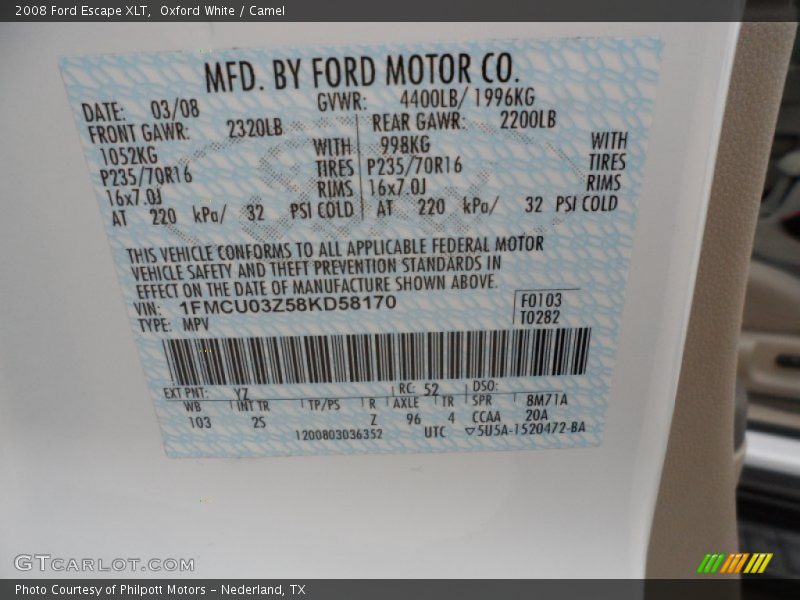 2008 Ford Escape XLT,  Oxford White / Camel
MFD. BY FORD MOTOR CO.
DATE: 03/08 GVWR: 4400LB/ 1996KG
FRONT GAWR: 2320LB REAR GAWR: 2200LB
1052KG WITH 998KG WITH
P235/70R16 TIRES P235/70R16 TIRES
16x7.0J RIMS 16x7.0J RIMS
AT 220 kPa/ 32 PSI COLD AT 220 kPa/ 32 PSI COLD
THIS VEHICLE CONFORMS TO ALL APPLICABLE FEDERAL MOTOR
VEHICLE SAFETY AND THEFT PREVENTION STANDARDS IN
EFFECT ON THE DATE OF MANUFACTURE SHOWN ABOVE.
VIN: 1FMCU03Z58KD58170 F0103
TYPE: MPV T0282
EXT PNT: YZ RC: 52 DSO:
WB INT TR TP/PS R AXLE TR SPR 8M71A
103 2S Z 96 4 CCAA 20A
1200803036352 UTC ▽5U5A-1520472-BA
GTCARLOT.COM
Photo Courtesy of Philpott Motors - Nederland, TX